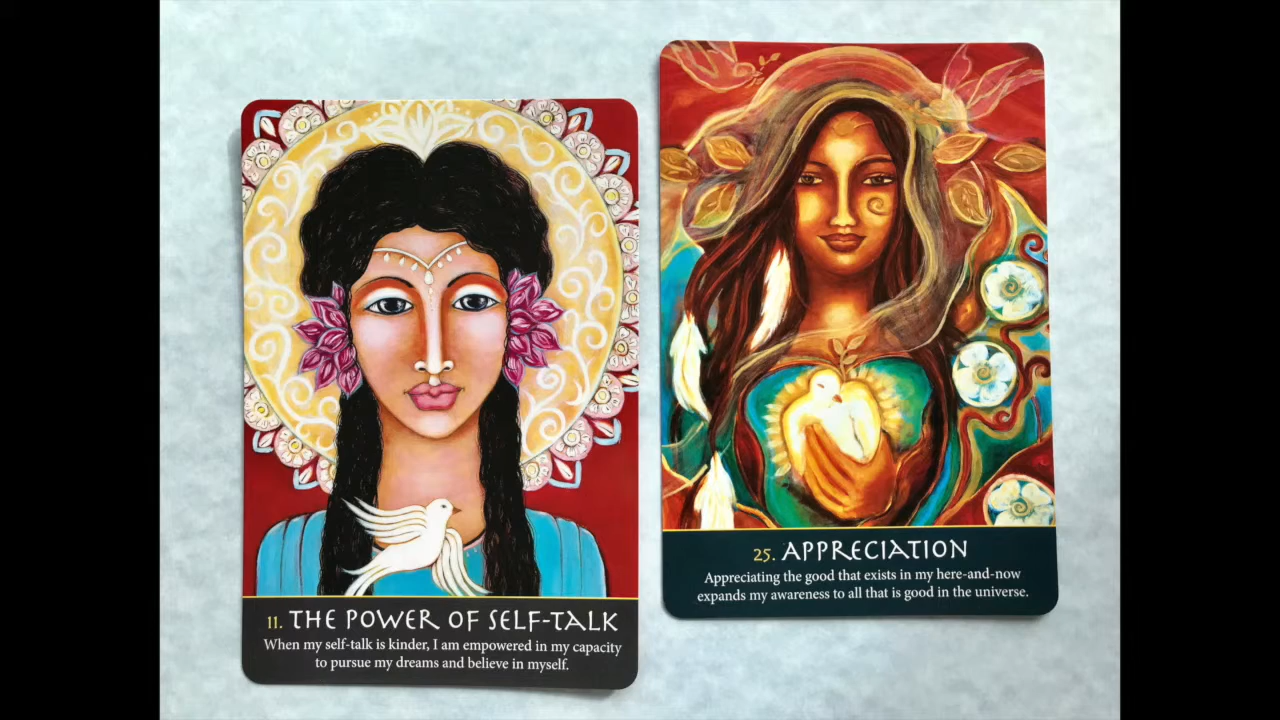 11. THE POWER OF SELF-TALK
When my self-talk is kinder, I am empowered in my capacity
to pursue my dreams and believe in myself.
25. APPRECIATION
Appreciating the good that exists in my here-and-now
expands my awareness to all that is good in the universe.